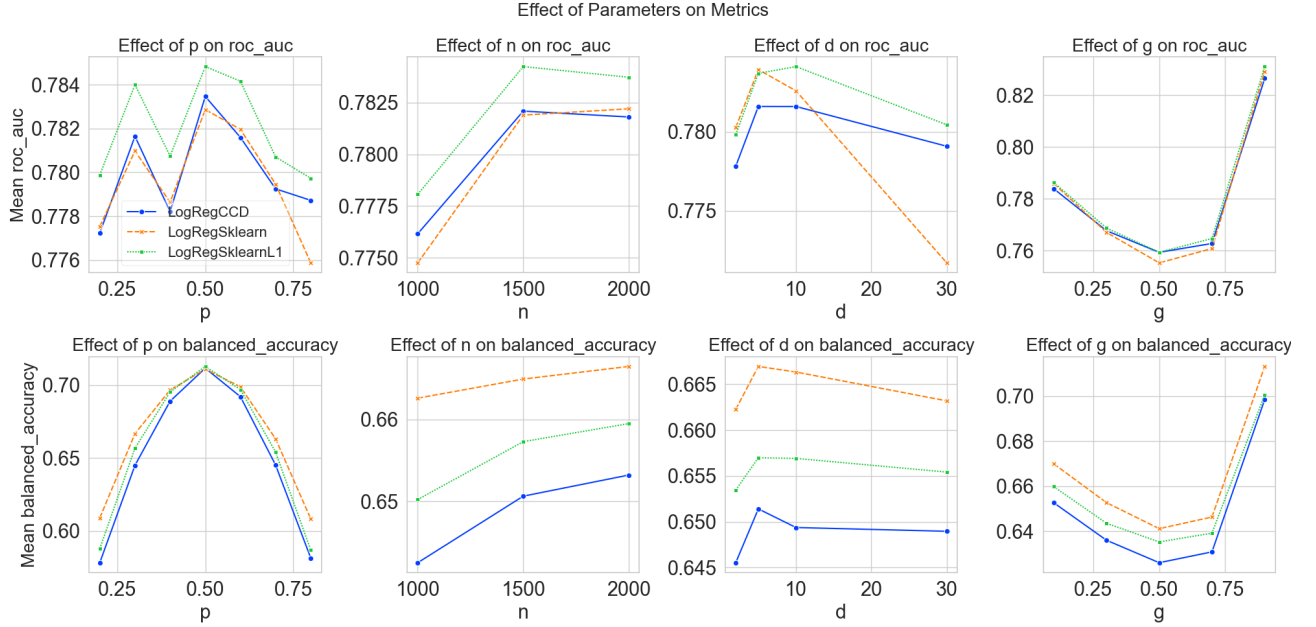 Effect of Parameters on Metrics
Effect of p on roc_auc
Mean roc_auc
0.784
0.782
0.780
0.778
0.776
LogRegCCD
LogRegSklearn
LogRegSklearnL1
0.25
0.50
0.75
p
Effect of n on roc_auc
0.7825
0.7800
0.7775
0.7750
1000
1500
2000
n
Effect of d on roc_auc
0.780
0.775
10
20
30
d
Effect of g on roc_auc
0.82
0.80
0.78
0.76
0.25
0.50
0.75
g
Effect of p on balanced_accuracy
Mean balanced_accuracy
0.70
0.65
0.60
0.25
0.50
0.75
p
Effect of n on balanced_accuracy
0.66
0.65
1000
1500
2000
n
Effect of d on balanced_accuracy
0.665
0.660
0.655
0.650
0.645
10
20
30
d
Effect of g on balanced_accuracy
0.70
0.68
0.66
0.64
0.25
0.50
0.75
g